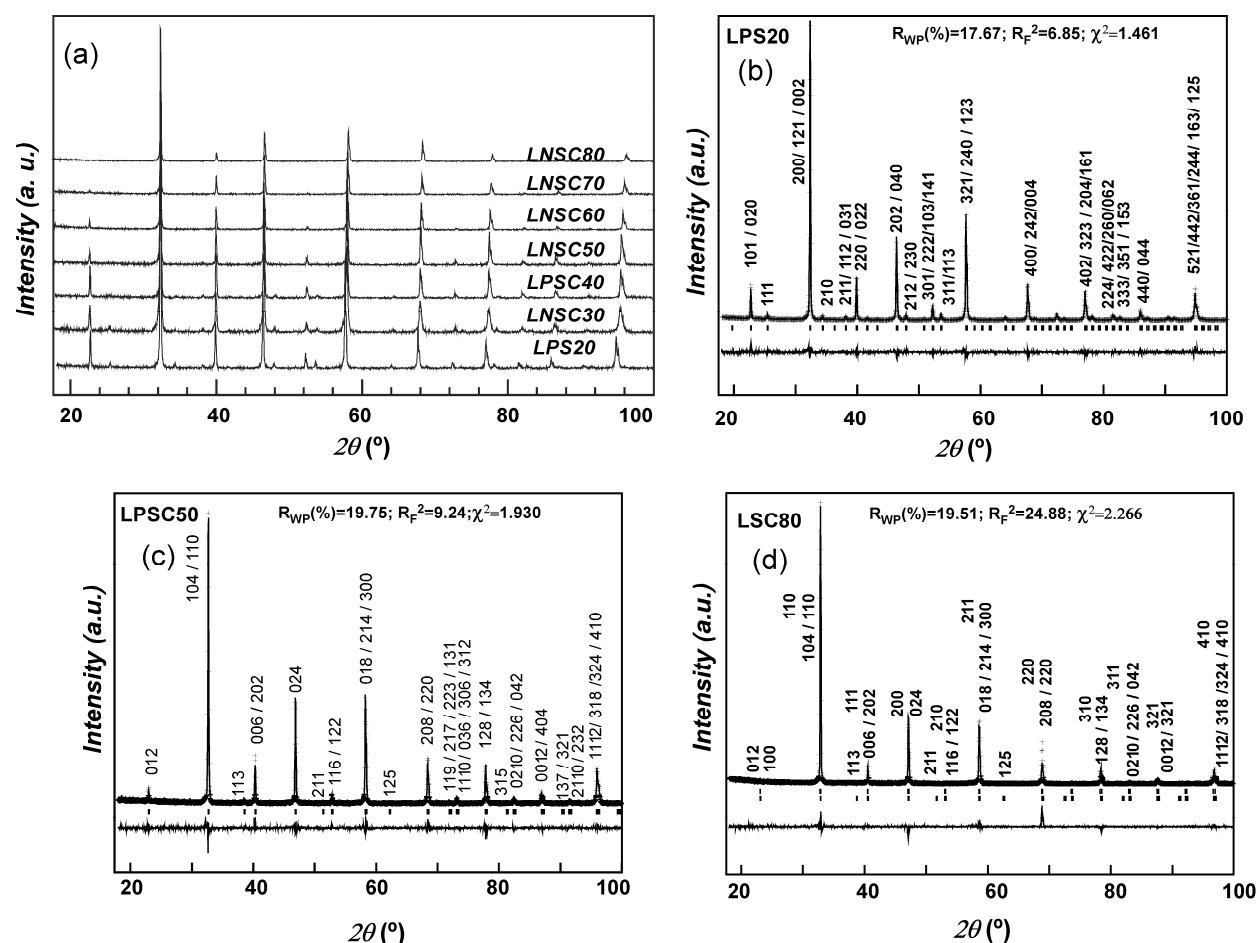 (a)
LNSC80
LNSC70
LNSC60
LNSC50
LPSC40
LNSC30
LPS20
Intensity (a. u.)
20 40 60 80 100
2θ (º)
LPS20
R_WP(%)=17.67; R_F²=6.85; χ²=1.461
(b)
101 / 020
111
200/ 121 / 002
210
211/ 112 / 031
220 / 022
202 / 040
212 / 230
301/ 222/103/141
311/113
321/ 240 / 123
400/ 242/004
402/ 323 / 204/161
224/ 422/260/062
333/ 351 / 153
440/ 044
521/442/361/244/ 163/ 125
Intensity (a.u.)
20 40 60 80 100
2θ (º)
LPSC50
R_WP(%)=19.75; R_F²=9.24;χ²=1.930
(c)
012
104 / 110
113
006 / 202
024
211
116 / 122
018 / 214 / 300
125
208 / 220
119 / 217 / 223 / 131
1110/ 036 / 306 / 312
128 / 134
315
0210/ 226 / 042
0012 / 404
137 / 321
2110/ 232
1112/ 318 /324 / 410
Intensity (a.u.)
20 40 60 80 100
2θ (º)
LSC80
R_WP(%)=19.51; R_F²=24.88; χ²=2.266
(d)
012
100
110
104 / 110
113
111
006 / 202
200
024
211
210
116 / 122
211
018 / 214 / 300
125
220
208 / 220
310
128 / 134
311
0210 / 226 / 042
321
0012 / 321
410
1112/ 318 /324 / 410
Intensity (a.u.)
20 40 60 80 100
2θ (º)